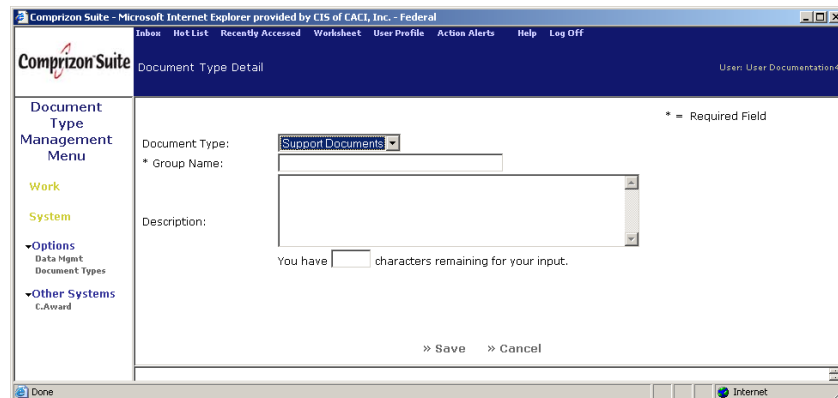 Comprizon Suite - Microsoft Internet Explorer provided by CIS of CACI, Inc. - Federal
Inbox Hot List Recently Accessed Worksheet User Profile Action Alerts Help Log Off
Comprizon Suite
Document Type Detail
User: User Documentation4
Document
Type
Management
Menu
Work
System
Options
Data Mgmt
Document Types
Other Systems
C.Award
* = Required Field
Document Type: Support Documents
* Group Name:
Description:
You have characters remaining for your input.
» Save » Cancel
Done Internet